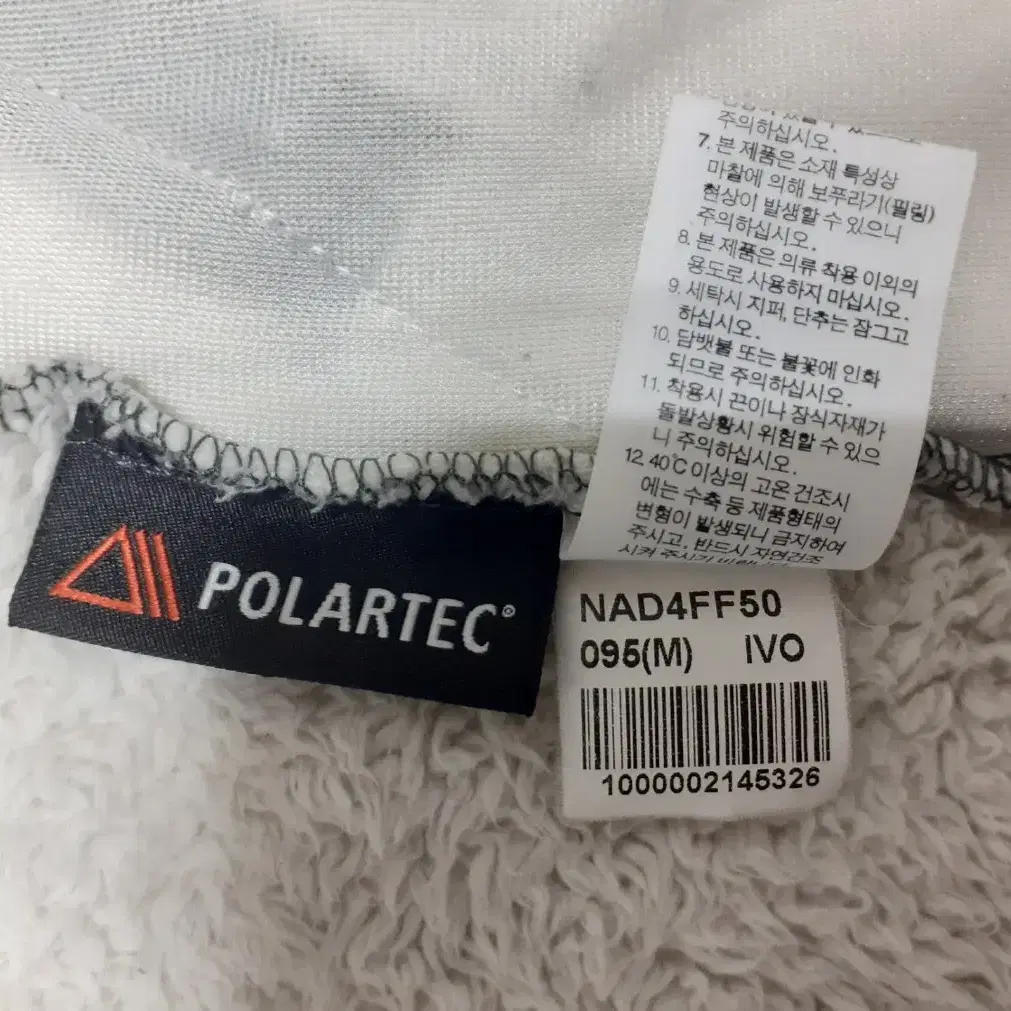 주의하십시오.
7. 본 제품은 소재 특성상
마찰에 의해 보푸라기(필링)
현상이 발생할 수 있으니
주의하십시오.
8. 본 제품은 의류 착용 이외의
용도로 사용하지 마십시오.
9. 세탁시 지퍼, 단추는 잠그고
하십시오.
10. 담뱃불 또는 불꽃에 인화
되므로 주의하십시오.
11. 착용시 끈이나 장식자재가
돌발상황시 위험할 수 있으
니 주의하십시오.
12. 40℃ 이상의 고온 건조시
에는 수축 등 제품형태의
변형이 발생되니 금지하여
주시고, 반드시 자연건조
시켜 주시기
POLARTEC®
NAD4FF50
095(M) IVO
1000002145326